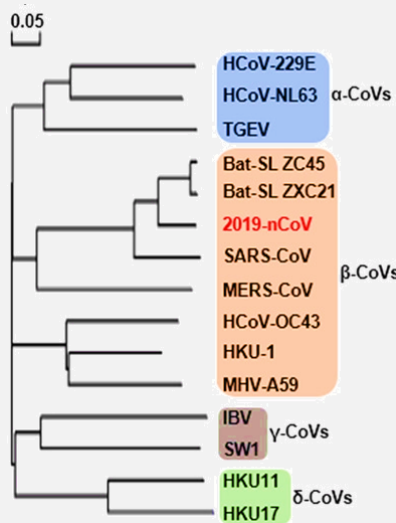 0.05
HCoV-229E
HCoV-NL63
α-CoVs
TGEV
Bat-SL ZC45
Bat-SL ZXC21
2019-nCoV
SARS-CoV
β-CoVs
MERS-CoV
HCoV-OC43
HKU-1
MHV-A59
IBV
γ-CoVs
SW1
HKU11
δ-CoVs
HKU17